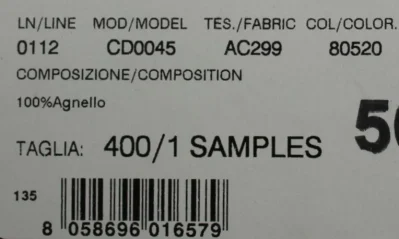 LN/LINE MOD/MODEL TES./FABRIC COL/COLOR.
0112 CD0045 AC299 80520
COMPOSIZIONE/COMPOSITION
100%Agnello
TAGLIA: 400/1 SAMPLES
135
8 058696 016579